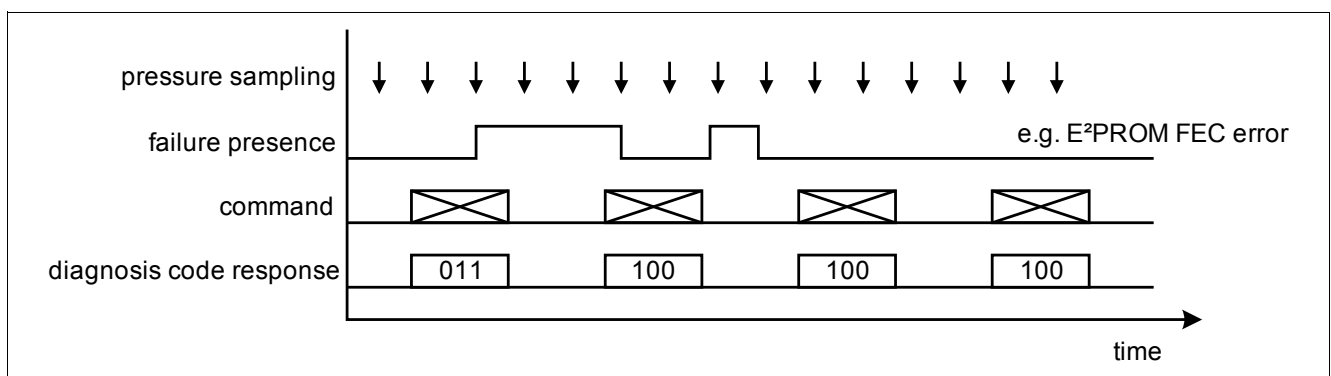 pressure sampling
failure presence
e.g. E²PROM FEC error
command
diagnosis code response
011
100
100
100
time